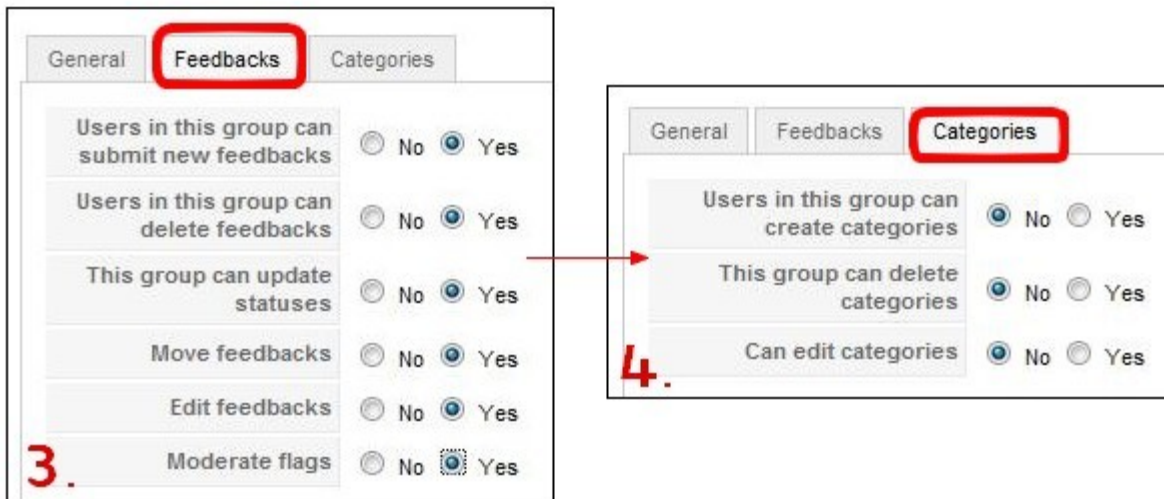 General Feedbacks Categories
Users in this group can
submit new feedbacks No Yes
Users in this group can
delete feedbacks No Yes
This group can update
statuses No Yes
Move feedbacks No Yes
Edit feedbacks No Yes
Moderate flags No Yes
3.
General Feedbacks Categories
Users in this group can
create categories No Yes
This group can delete
categories No Yes
Can edit categories No Yes
4.